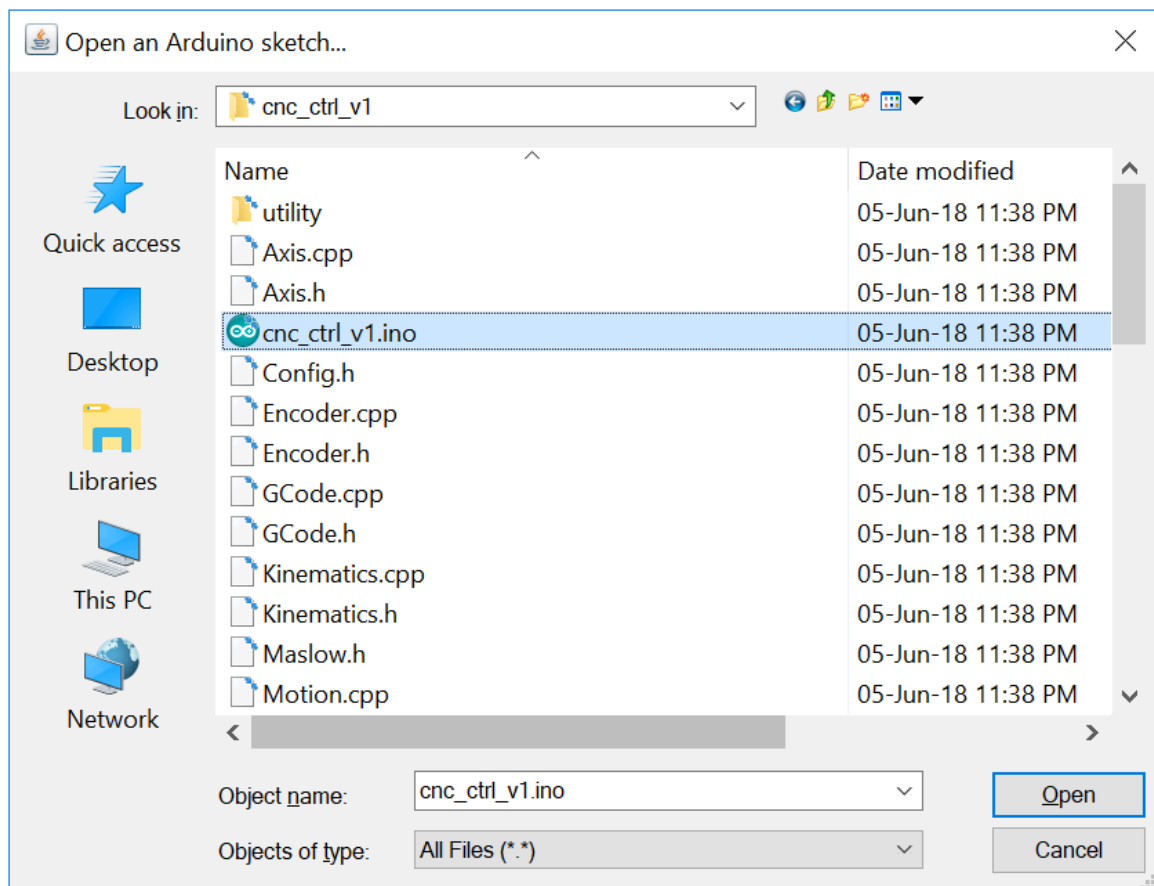 Open an Arduino sketch...
Look in: cnc_ctrl_v1
Name Date modified
utility 05-Jun-18 11:38 PM
Axis.cpp 05-Jun-18 11:38 PM
Axis.h 05-Jun-18 11:38 PM
cnc_ctrl_v1.ino 05-Jun-18 11:38 PM
Config.h 05-Jun-18 11:38 PM
Encoder.cpp 05-Jun-18 11:38 PM
Encoder.h 05-Jun-18 11:38 PM
GCode.cpp 05-Jun-18 11:38 PM
GCode.h 05-Jun-18 11:38 PM
Kinematics.cpp 05-Jun-18 11:38 PM
Kinematics.h 05-Jun-18 11:38 PM
Maslow.h 05-Jun-18 11:38 PM
Motion.cpp 05-Jun-18 11:38 PM
Quick access
Desktop
Libraries
This PC
Network
Object name: cnc_ctrl_v1.ino Open
Objects of type: All Files (*.*) Cancel